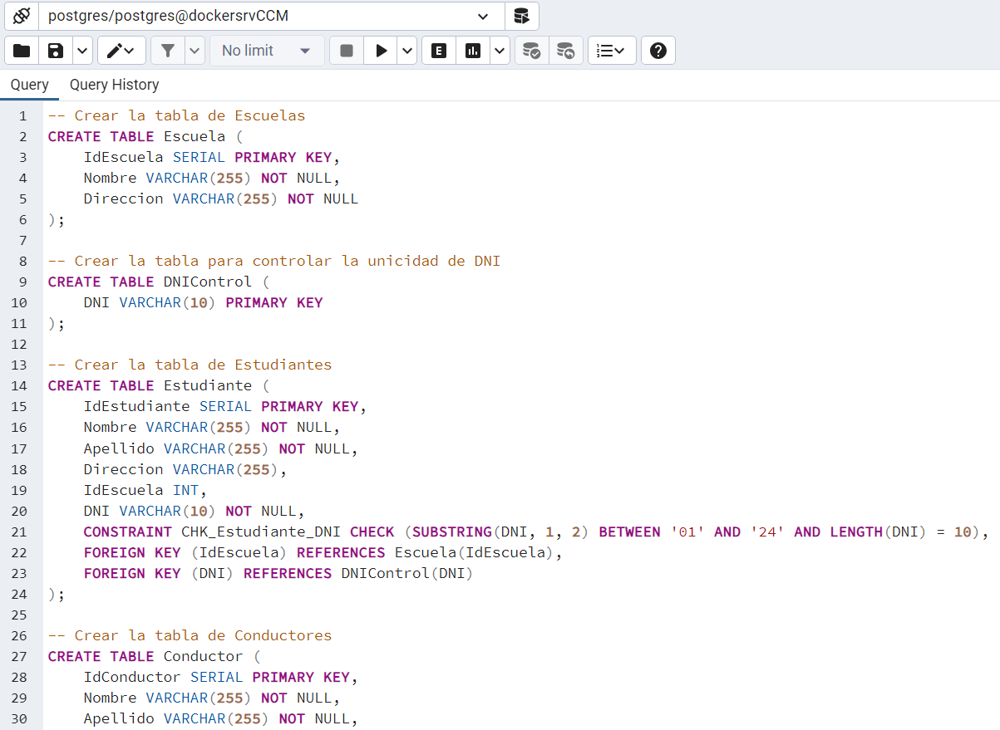 postgres/postgres@dockersrvCCM
No limit
E
Query Query History
1 -- Crear la tabla de Escuelas
2 CREATE TABLE Escuela (
3 IdEscuela SERIAL PRIMARY KEY,
4 Nombre VARCHAR(255) NOT NULL,
5 Direccion VARCHAR(255) NOT NULL
6 );
7
8 -- Crear la tabla para controlar la unicidad de DNI
9 CREATE TABLE DNIControl (
10 DNI VARCHAR(10) PRIMARY KEY
11 );
12
13 -- Crear la tabla de Estudiantes
14 CREATE TABLE Estudiante (
15 IdEstudiante SERIAL PRIMARY KEY,
16 Nombre VARCHAR(255) NOT NULL,
17 Apellido VARCHAR(255) NOT NULL,
18 Direccion VARCHAR(255),
19 IdEscuela INT,
20 DNI VARCHAR(10) NOT NULL,
21 CONSTRAINT CHK_Estudiante_DNI CHECK (SUBSTRING(DNI, 1, 2) BETWEEN '01' AND '24' AND LENGTH(DNI) = 10),
22 FOREIGN KEY (IdEscuela) REFERENCES Escuela(IdEscuela),
23 FOREIGN KEY (DNI) REFERENCES DNIControl(DNI)
24 );
25
26 -- Crear la tabla de Conductores
27 CREATE TABLE Conductor (
28 IdConductor SERIAL PRIMARY KEY,
29 Nombre VARCHAR(255) NOT NULL,
30 Apellido VARCHAR(255) NOT NULL,